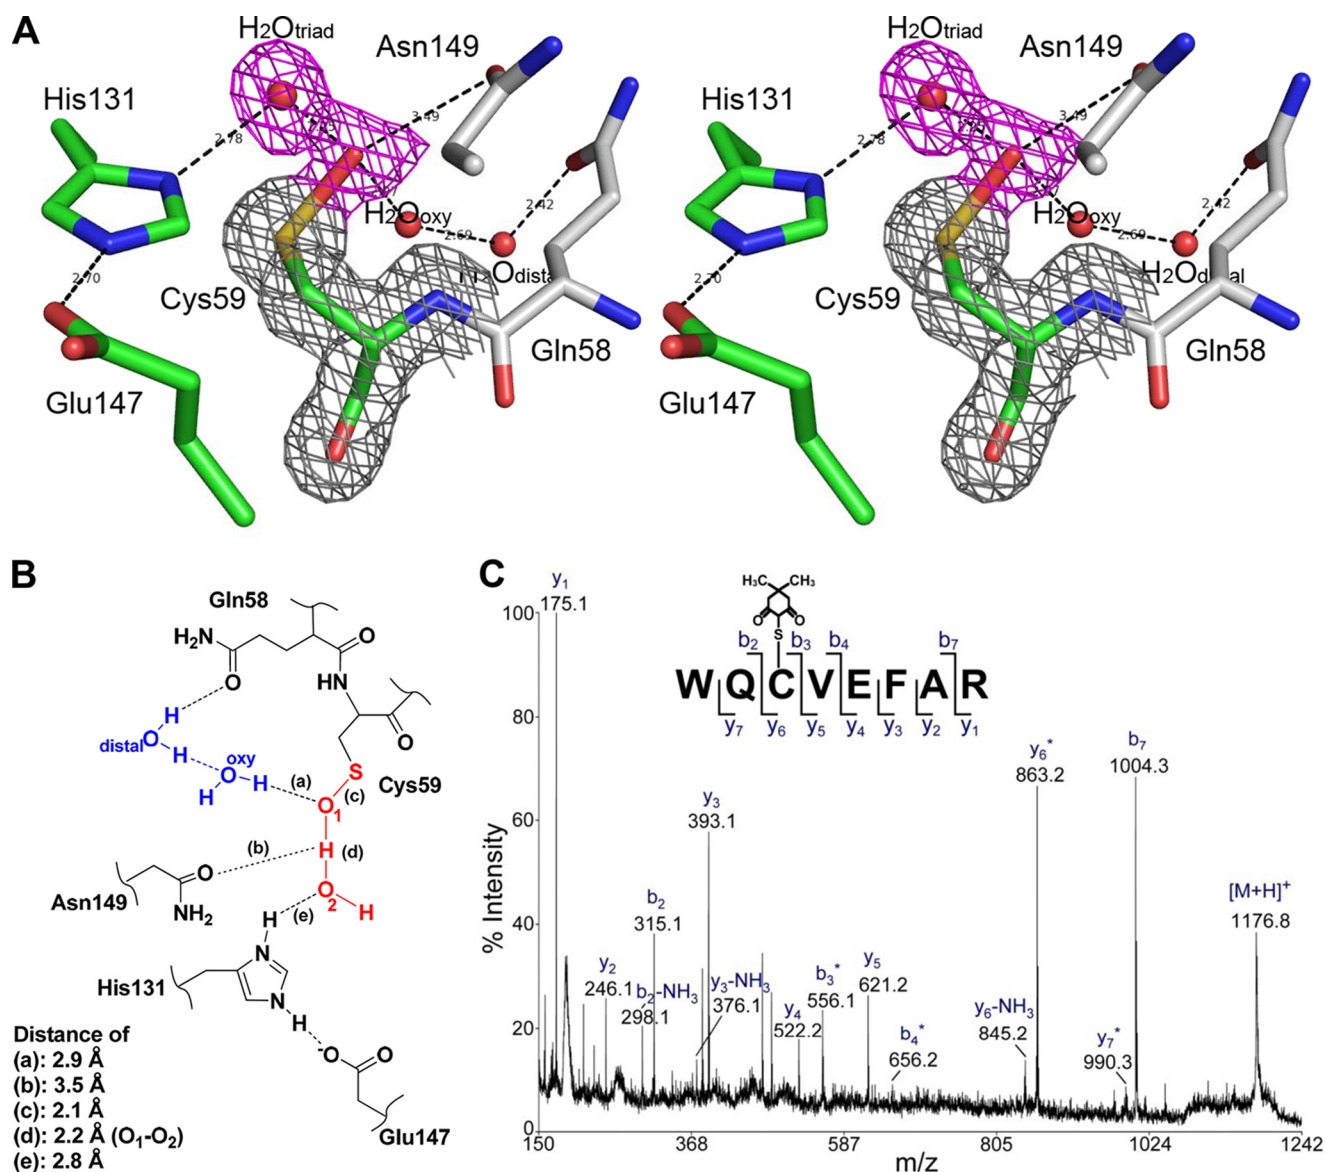 A
H2Otriad
Asn149
His131
2.78
3.49
H2Ooxy
2.42
2.69
Odista
2.70
Cys59
Gln58
Glu147
H2Otriad
Asn149
His131
2.78
3.49
H2Ooxy
2.42
2.69
2.70
Cys59
Gln58
Glu147
B
Gln58
H2N
O
O
HN
H
distal O
H
oxy
O
H
H
(a)
S
(c)
O
Cys59
O1
H
(d)
(b)
O
Asn149
NH2
O2
H
(e)
H
N
His131
NH
H
-O
O
Glu147
Distance of
(a): 2.9 Å
(b): 3.5 Å
(c): 2.1 Å
(d): 2.2 Å (O1-O2)
(e): 2.8 Å
C
y1
175.1
H3C CH3
O O
S
b2 b3 b4 b7
WQCVEFAR
y7 y6 y5 y4 y3 y2 y1
y6*
863.2
b7
1004.3
y3
393.1
[M+H]+
1176.8
b2
315.1
y2
246.1
b2-NH3
298.1
y3-NH3
376.1
y4
522.2
b3*
556.1
y5
621.2
b4*
656.2
y6-NH3
845.2
y7*
990.3
% Intensity
100
80
60
40
20
0
150 368 587 805 1024 1242
m/z